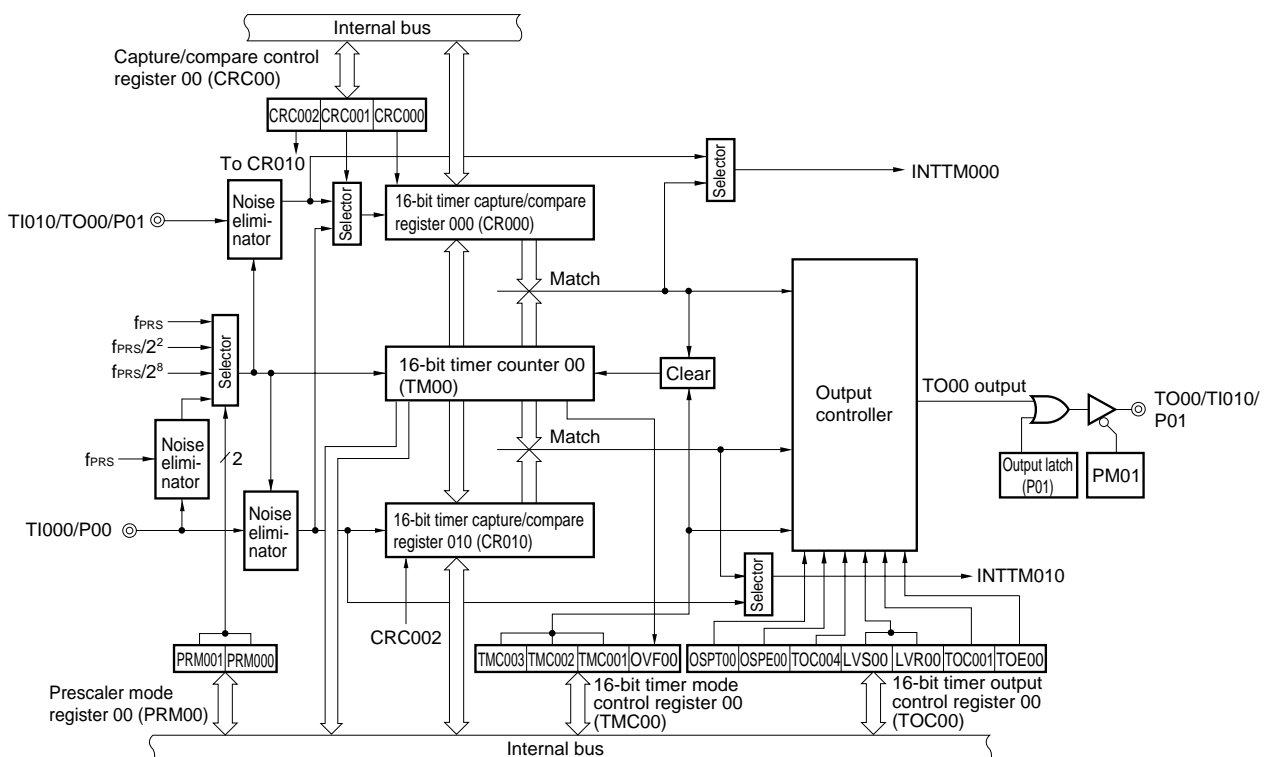 Internal bus
Capture/compare control
register 00 (CRC00)
CRC002 CRC001 CRC000
To CR010
Selector
INTTM000
TI010/TO00/P01
Noise
elimi-
nator
Selector
16-bit timer capture/compare
register 000 (CR000)
Match
fPRS
fPRS/2²
fPRS/2⁸
Selector
16-bit timer counter 00
(TM00)
Clear
Output
controller
TO00 output
TO00/TI010/
P01
Output latch
(P01)
PM01
fPRS
Noise
elimi-
nator
2
Match
TI000/P00
Noise
elimi-
nator
16-bit timer capture/compare
register 010 (CR010)
Selector
INTTM010
CRC002
PRM001 PRM000
TMC003 TMC002 TMC001 OVF00
OSPT00 OSPE00 TOC004 LVS00 LVR00 TOC001 TOE00
Prescaler mode
register 00 (PRM00)
16-bit timer mode
control register 00
(TMC00)
16-bit timer output
control register 00
(TOC00)
Internal bus